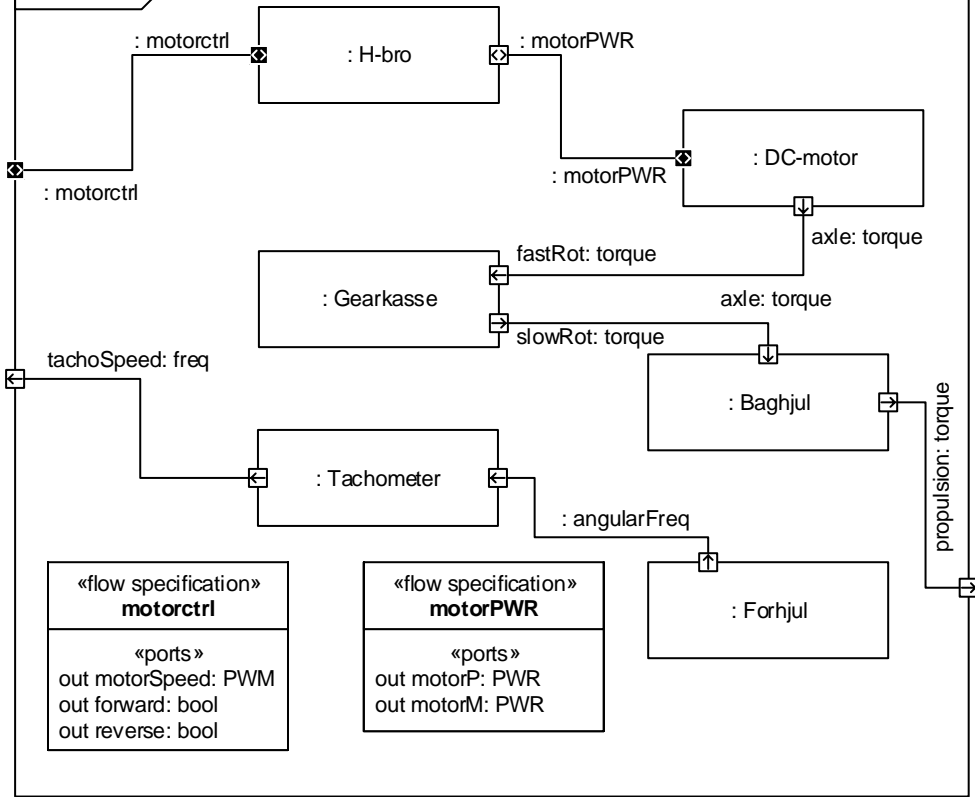 : motorctrl
: H-bro
: motorPWR
: DC-motor
: motorPWR
: motorctrl
axle: torque
fastRot: torque
: Gearkasse
axle: torque
slowRot: torque
tachoSpeed: freq
: Baghjul
propulsion: torque
: Tachometer
: angularFreq
«flow specification»
motorctrl
«ports»
out motorSpeed: PWM
out forward: bool
out reverse: bool
«flow specification»
motorPWR
«ports»
out motorP: PWR
out motorM: PWR
: Forhjul